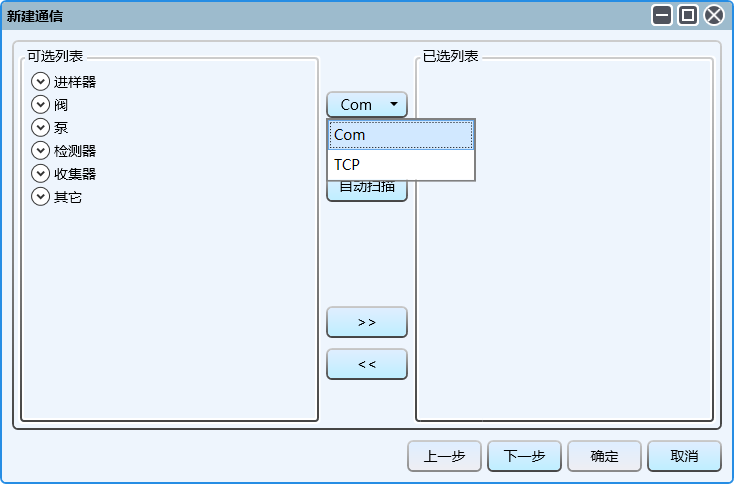 新建通信
可选列表
进样器
阀
泵
检测器
收集器
其它
Com
Com
TCP
自动扫描
>>
<<
已选列表
上一步
下一步
确定
取消